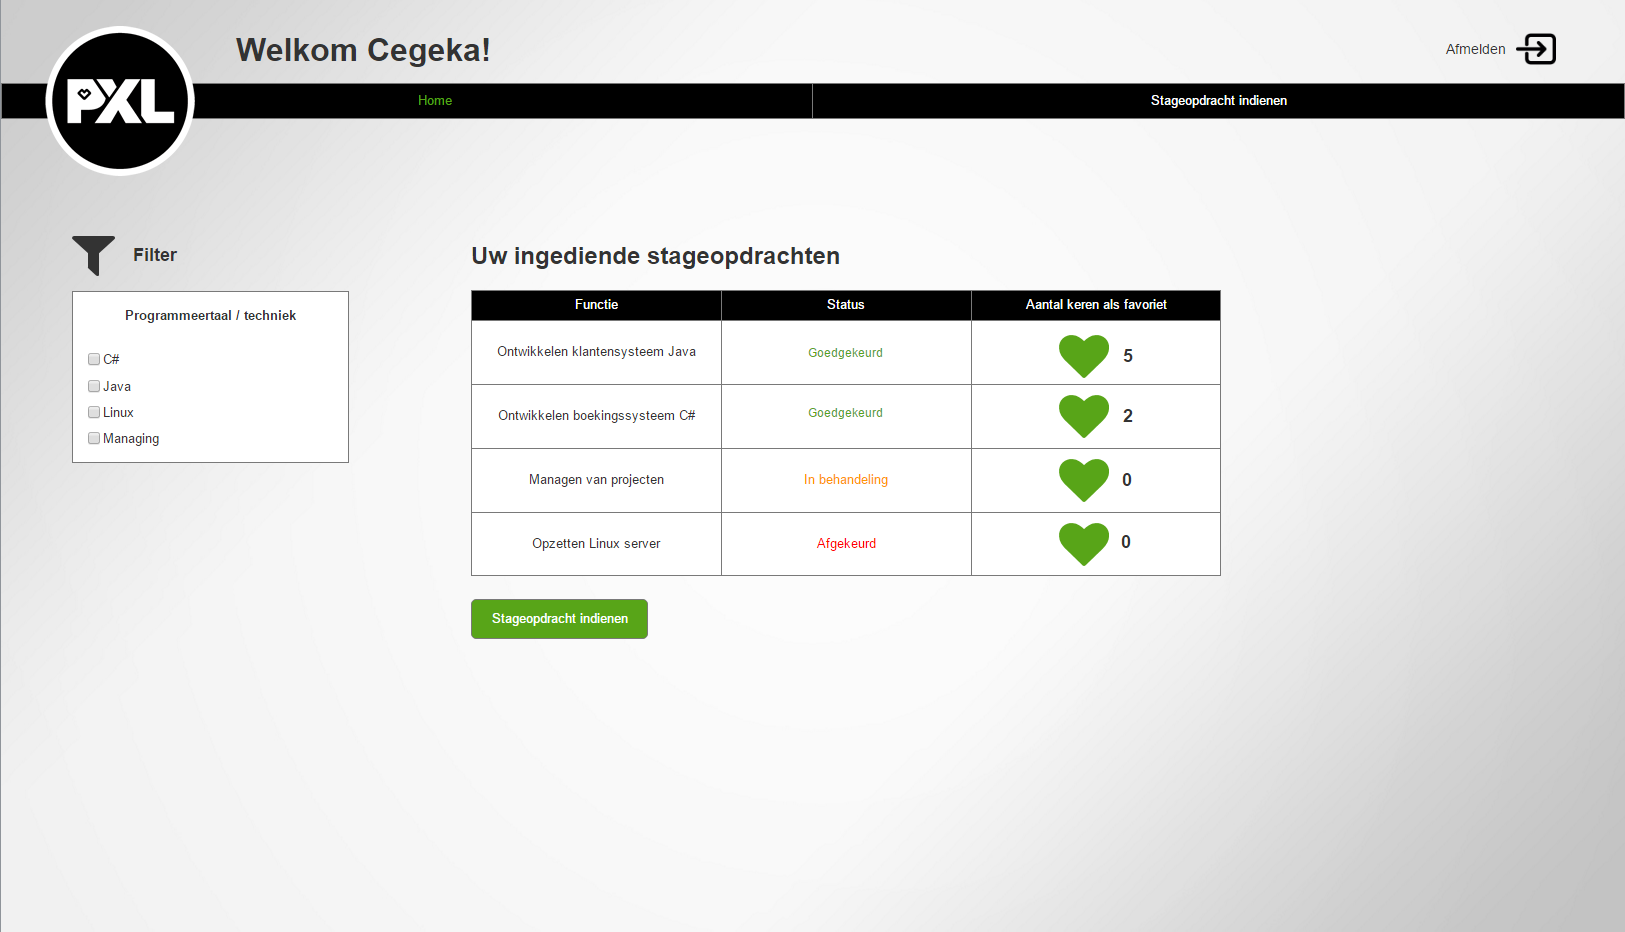 Welkom Cegeka!
Afmelden
PXL
Home
Stageopdracht indienen
Filter
Programmeertaal / techniek
C#
Java
Linux
Managing
Uw ingediende stageopdrachten
Functie Status Aantal keren als favoriet
Ontwikkelen klantensysteem Java Goedgekeurd 5
Ontwikkelen boekingssysteem C# Goedgekeurd 2
Managen van projecten In behandeling 0
Opzetten Linux server Afgekeurd 0
Stageopdracht indienen